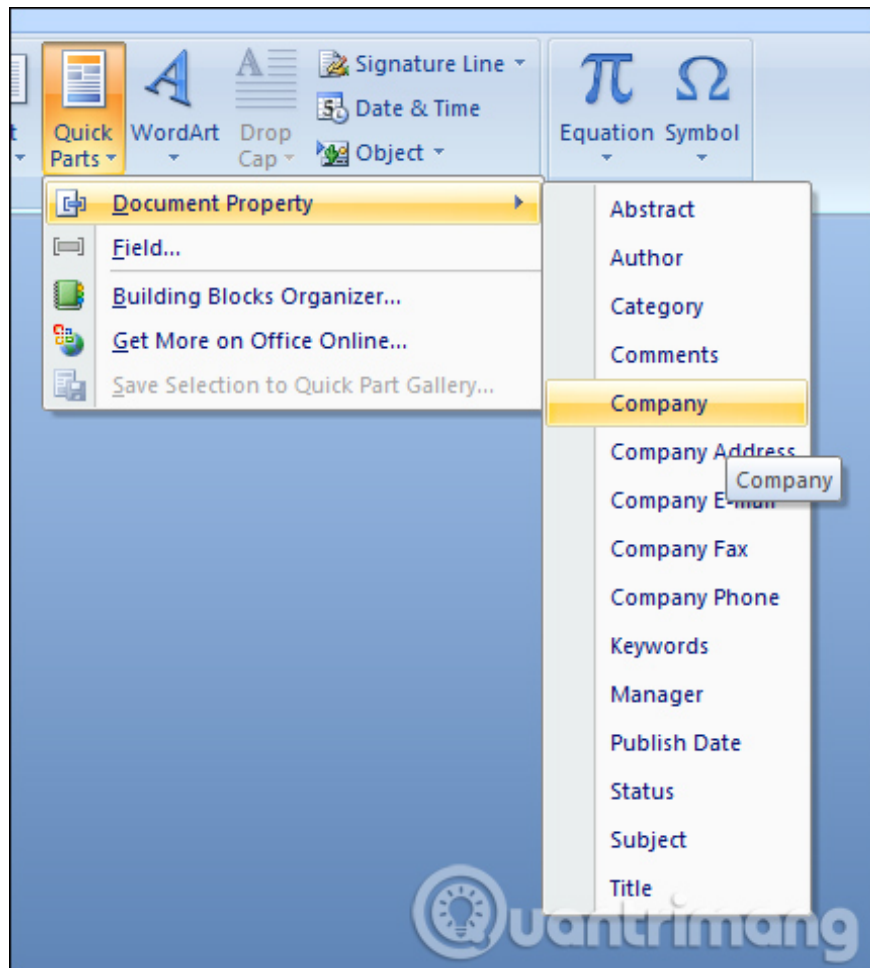 Signature Line
Date & Time
Object
Quick Parts
WordArt
Drop Cap
Equation
Symbol
Document Property
Field...
Building Blocks Organizer...
Get More on Office Online...
Save Selection to Quick Part Gallery...
Abstract
Author
Category
Comments
Company
Company Address
Company
Company E-mail
Company Fax
Company Phone
Keywords
Manager
Publish Date
Status
Subject
Title
Quantrimang